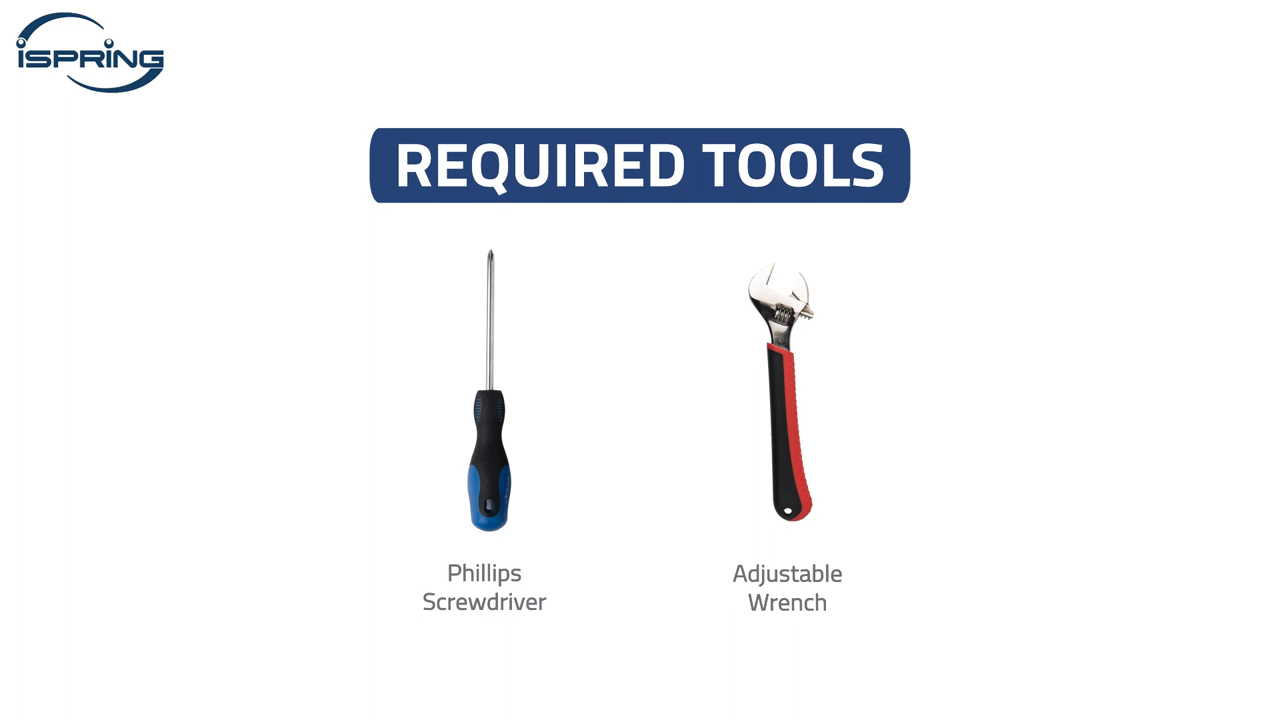 iSPRiNG
REQUIRED TOOLS
Phillips
Screwdriver
Adjustable
Wrench